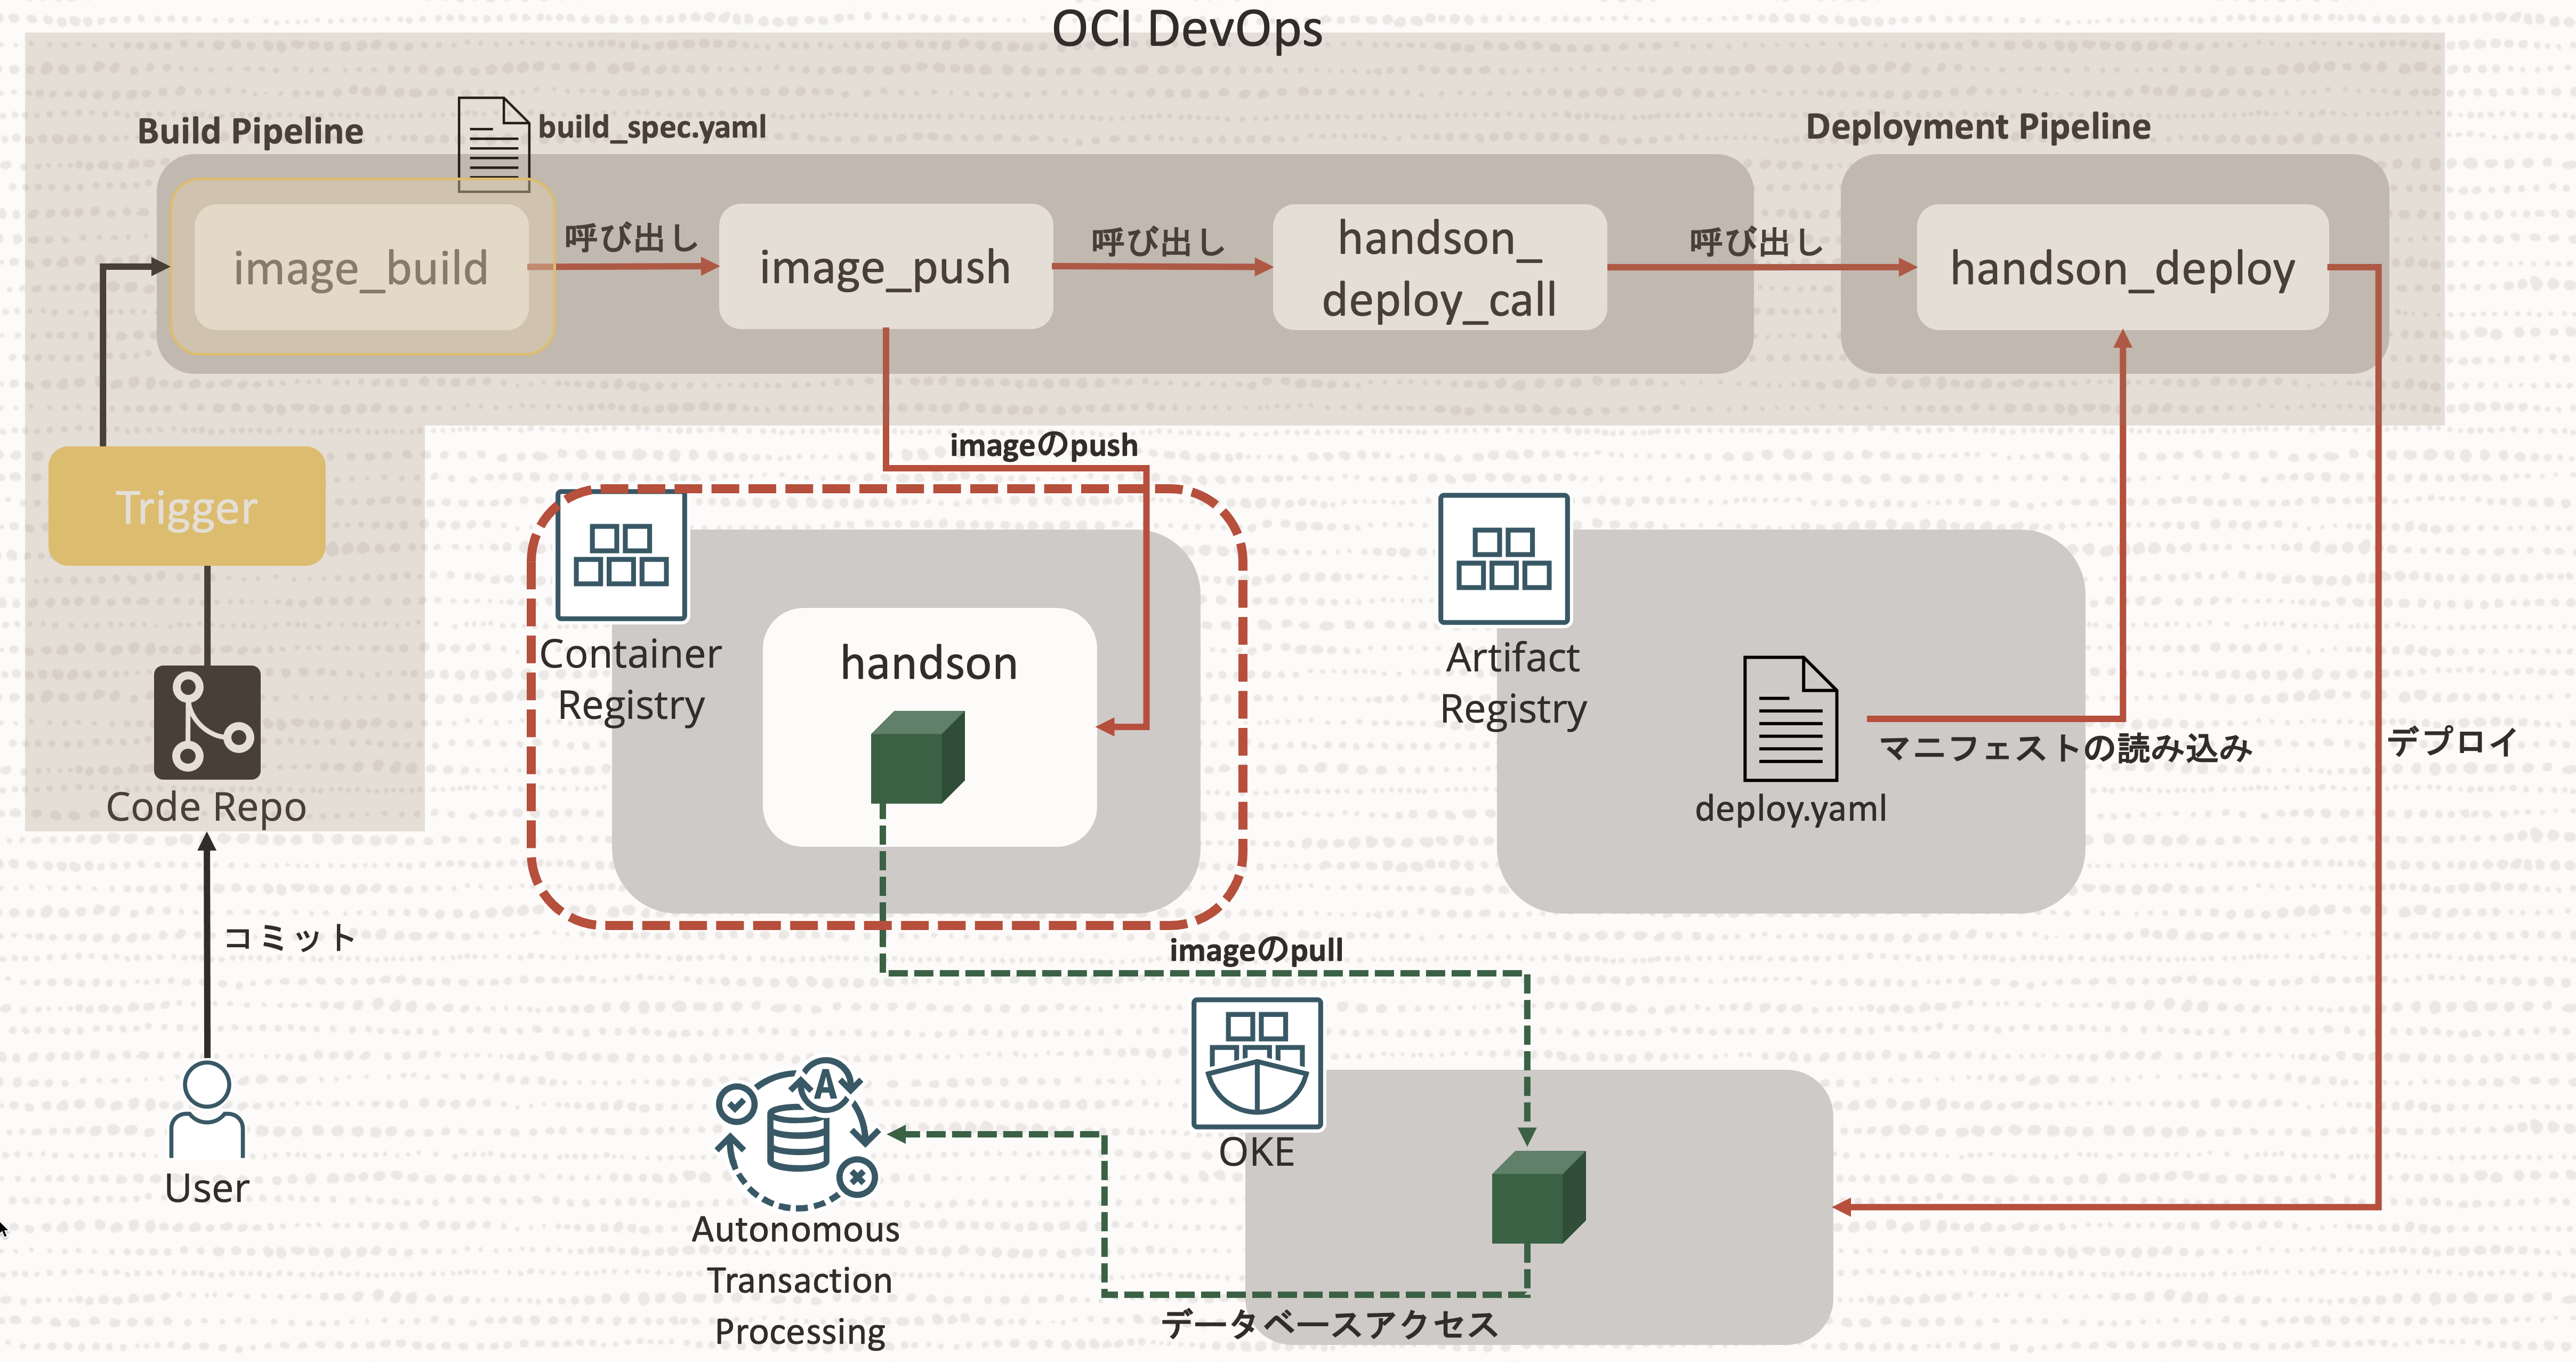 OCI DevOps
Build Pipeline
build_spec.yaml
Deployment Pipeline
image_build
呼び出し
image_push
呼び出し
handson_
deploy_call
呼び出し
handson_deploy
Trigger
imageのpush
Container
Registry
handson
Artifact
Registry
deploy.yaml
マニフェストの読み込み
デプロイ
Code Repo
コミット
imageのpull
User
OKE
A
Autonomous
Transaction
Processing
データベースアクセス